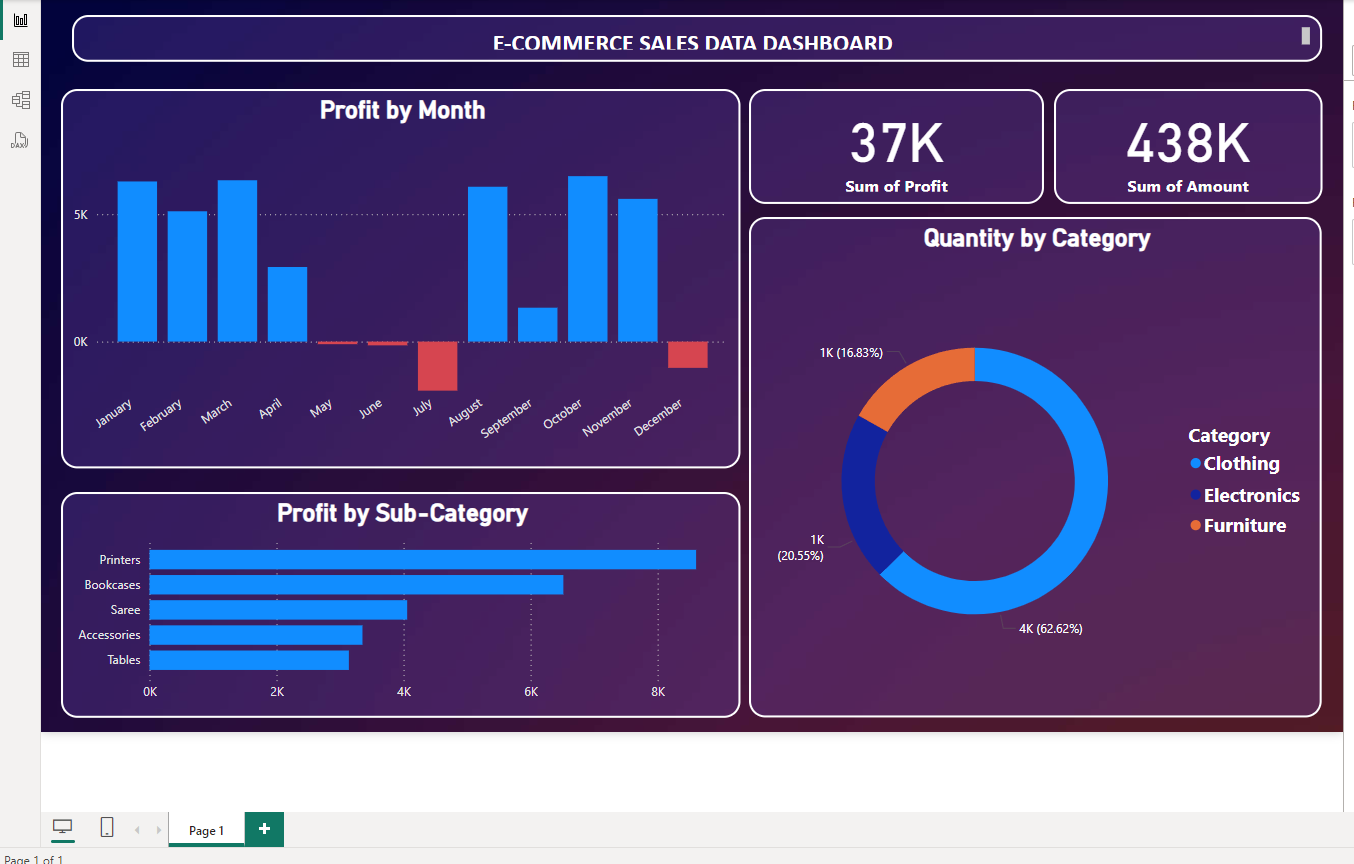 E-COMMERCE SALES DATA DASHBOARD
Profit by Month
5K
0K
January
February
March
April
May
June
July
August
September
October
November
December
37K
Sum of Profit
438K
Sum of Amount
Quantity by Category
1K (16.83%)
1K
(20.55%)
4K (62.62%)
Category
Clothing
Electronics
Furniture
Profit by Sub-Category
Printers
Bookcases
Saree
Accessories
Tables
0K
2K
4K
6K
8K
DAX
Page 1
+
Page 1 of 1